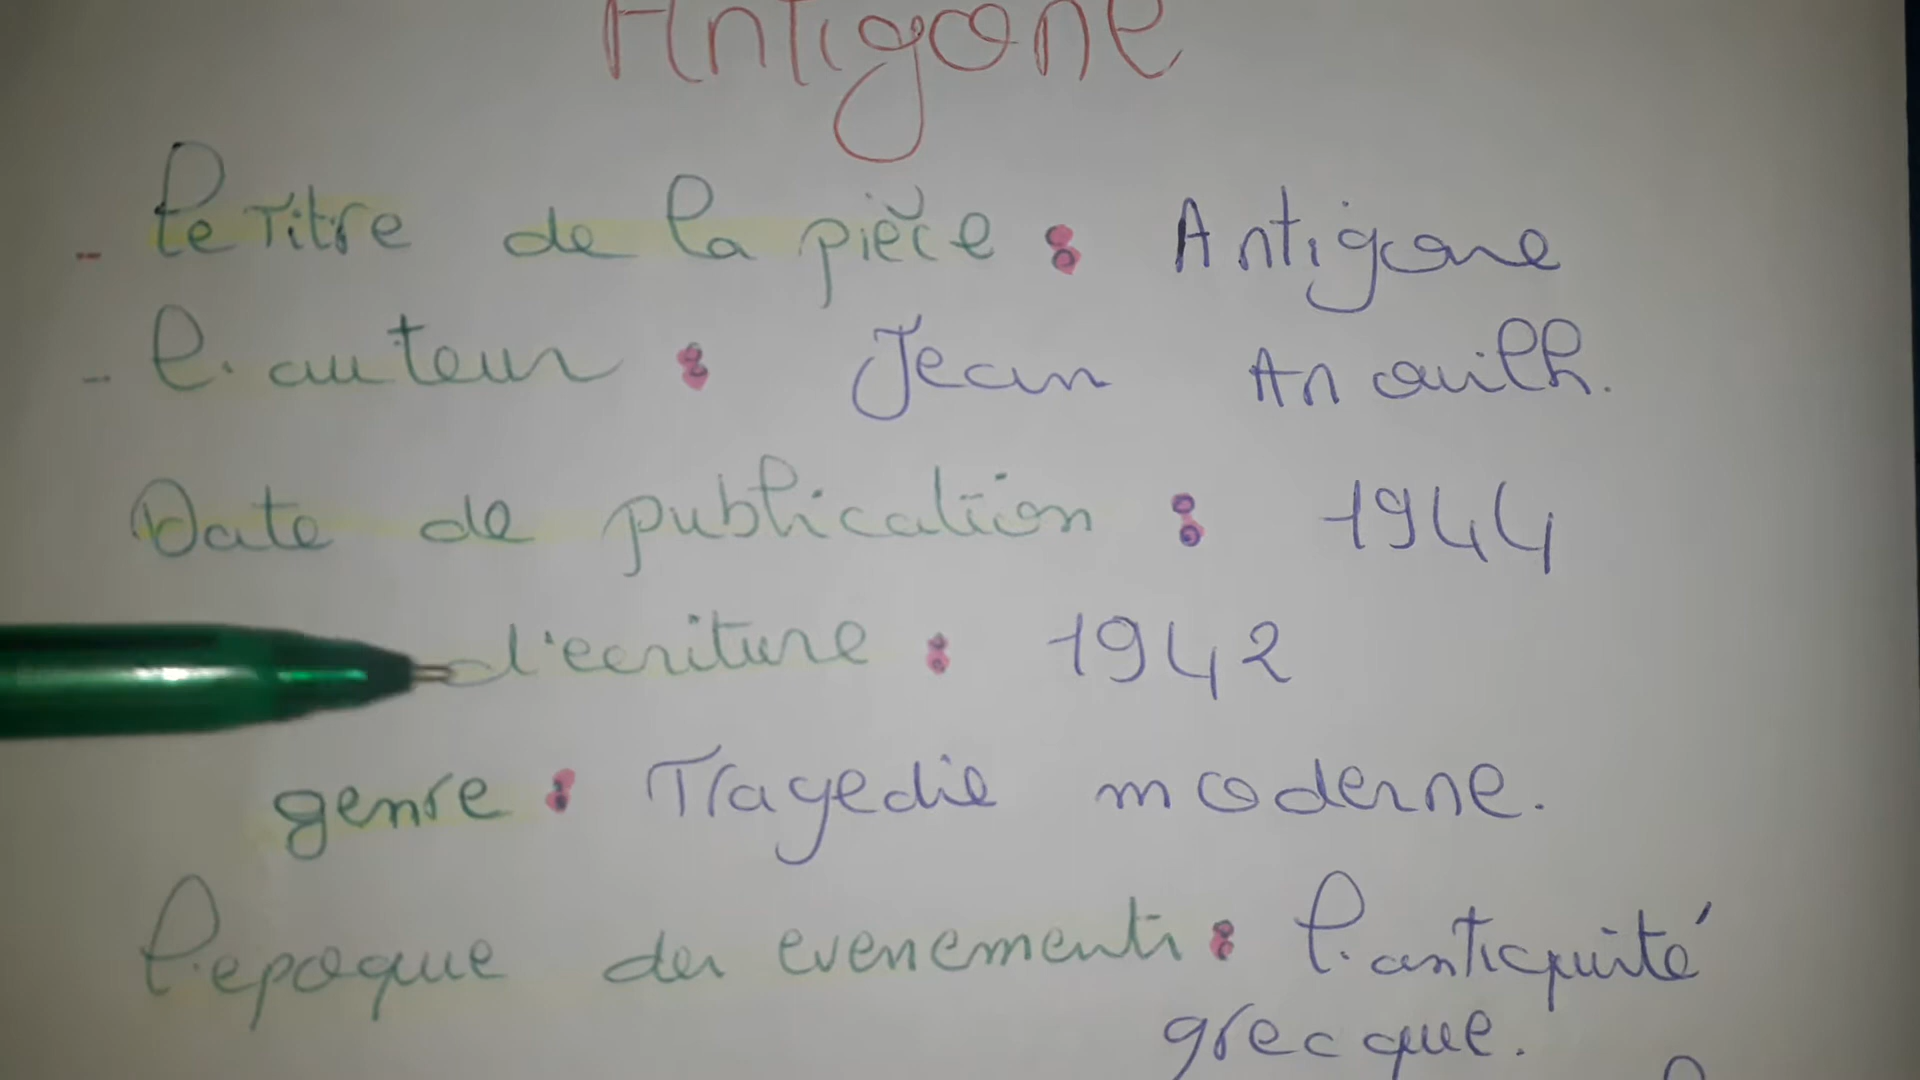 Antigone
- le Titre de la pièce : Antigone
- l'auteur : Jean Anouilh.
Date de publication : 1944
d'ecriture : 1942
genre : Tragedie moderne.
l'epoque des evenements : l'antiquité
grecque.